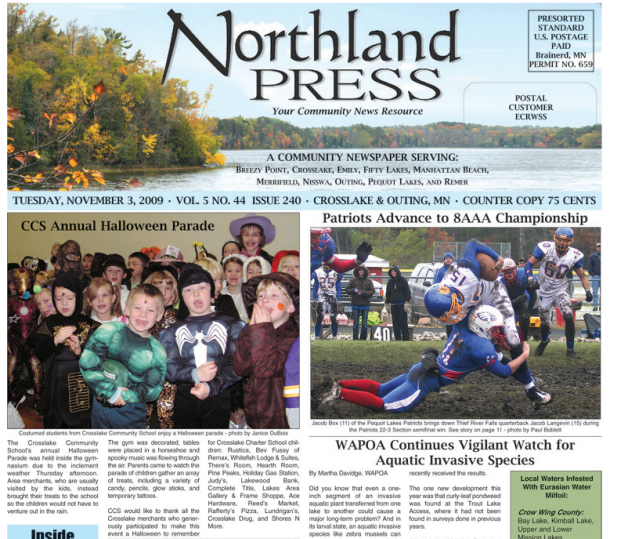 Northland
PRESS
Your Community News Resource
PRESORTED
STANDARD
U.S. POSTAGE
PAID
Brainerd, MN
PERMIT NO. 659
POSTAL
CUSTOMER
ECRWSS
A COMMUNITY NEWSPAPER SERVING:
BREEZY POINT, CROSSLAKE, EMILY, FIFTY LAKES, MANHATTAN BEACH,
MERRIFIELD, NISSWA, OUTING, PEQUOT LAKES, AND REMER
TUESDAY, NOVEMBER 3, 2009 · VOL. 5 NO. 44 ISSUE 240 · CROSSLAKE & OUTING, MN · COUNTER COPY 75 CENTS
CCS Annual Halloween Parade
Costumed students from Crosslake Community School enjoy a Halloween parade - photo by Janice DuBois
The Crosslake Community
School's annual Halloween
Parade was held inside the gym-
nasium due to the inclement
weather Thursday afternoon.
Area merchants, who are usually
visited by the kids, instead
brought their treats to the school
so the children would not have to
venture out in the rain.
Inside
The gym was decorated, tables
were placed in a horseshoe and
spooky music was flowing through
the air. Parents came to watch the
parade of children gather an array
of treats, including a variety of
candy, pencils, glow sticks, and
temporary tattoos.
CCS would like to thank all the
Crosslake merchants who gener-
ously participated to make this
event a Halloween to remember
for Crosslake Charter School chil-
dren: Rustica, Bev Fussy of
Remax, Whitefish Lodge & Suites,
There's Room, Hearth Room,
Pine Peaks, Holiday Gas Station,
Judy's, Lakewood Bank,
Complete Title, Lakes Area
Gallery & Frame Shoppe, Ace
Hardware, Reed's Market,
Rafferty's Pizza, Lundrigan's,
Crosslake Drug, and Shores N
More.
Patriots Advance to 8AAA Championship
25
15
60
40
11
Jacob Box (11) of the Pequot Lakes Patriots brings down Thief River Falls quarterback Jacob Langevin (15) during
the Patriots 22-3 Section semifinal win. See story on page 11 - photo by Paul Boblett
WAPOA Continues Vigilant Watch for
Aquatic Invasive Species
By Martha Davidge, WAPOA
Did you know that even a one-
inch segment of an invasive
aquatic plant transferred from one
lake to another could cause a
major long-term problem? And in
its larval state, an aquatic invasive
species like zebra mussels can
recently received the results.
The one new development this
year was that curly-leaf pondweed
was found at the Trout Lake
Access, where it had not been
found in surveys done in previous
years.
Local Waters Infested
With Eurasian Water
Milfoil:
Crow Wing County:
Bay Lake, Kimball Lake,
Upper and Lower
Mission Lakes